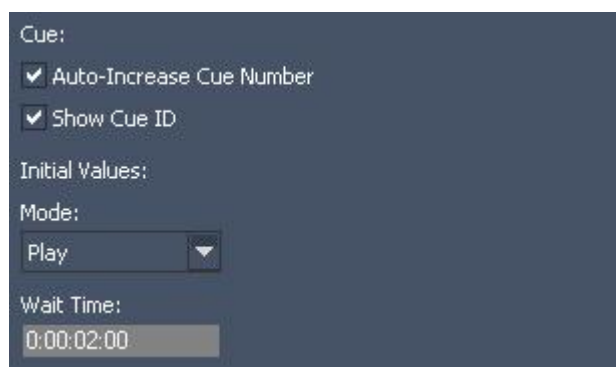 Cue:
Auto-Increase Cue Number
Show Cue ID
Initial Values:
Mode:
Play
Wait Time:
0:00:02:00